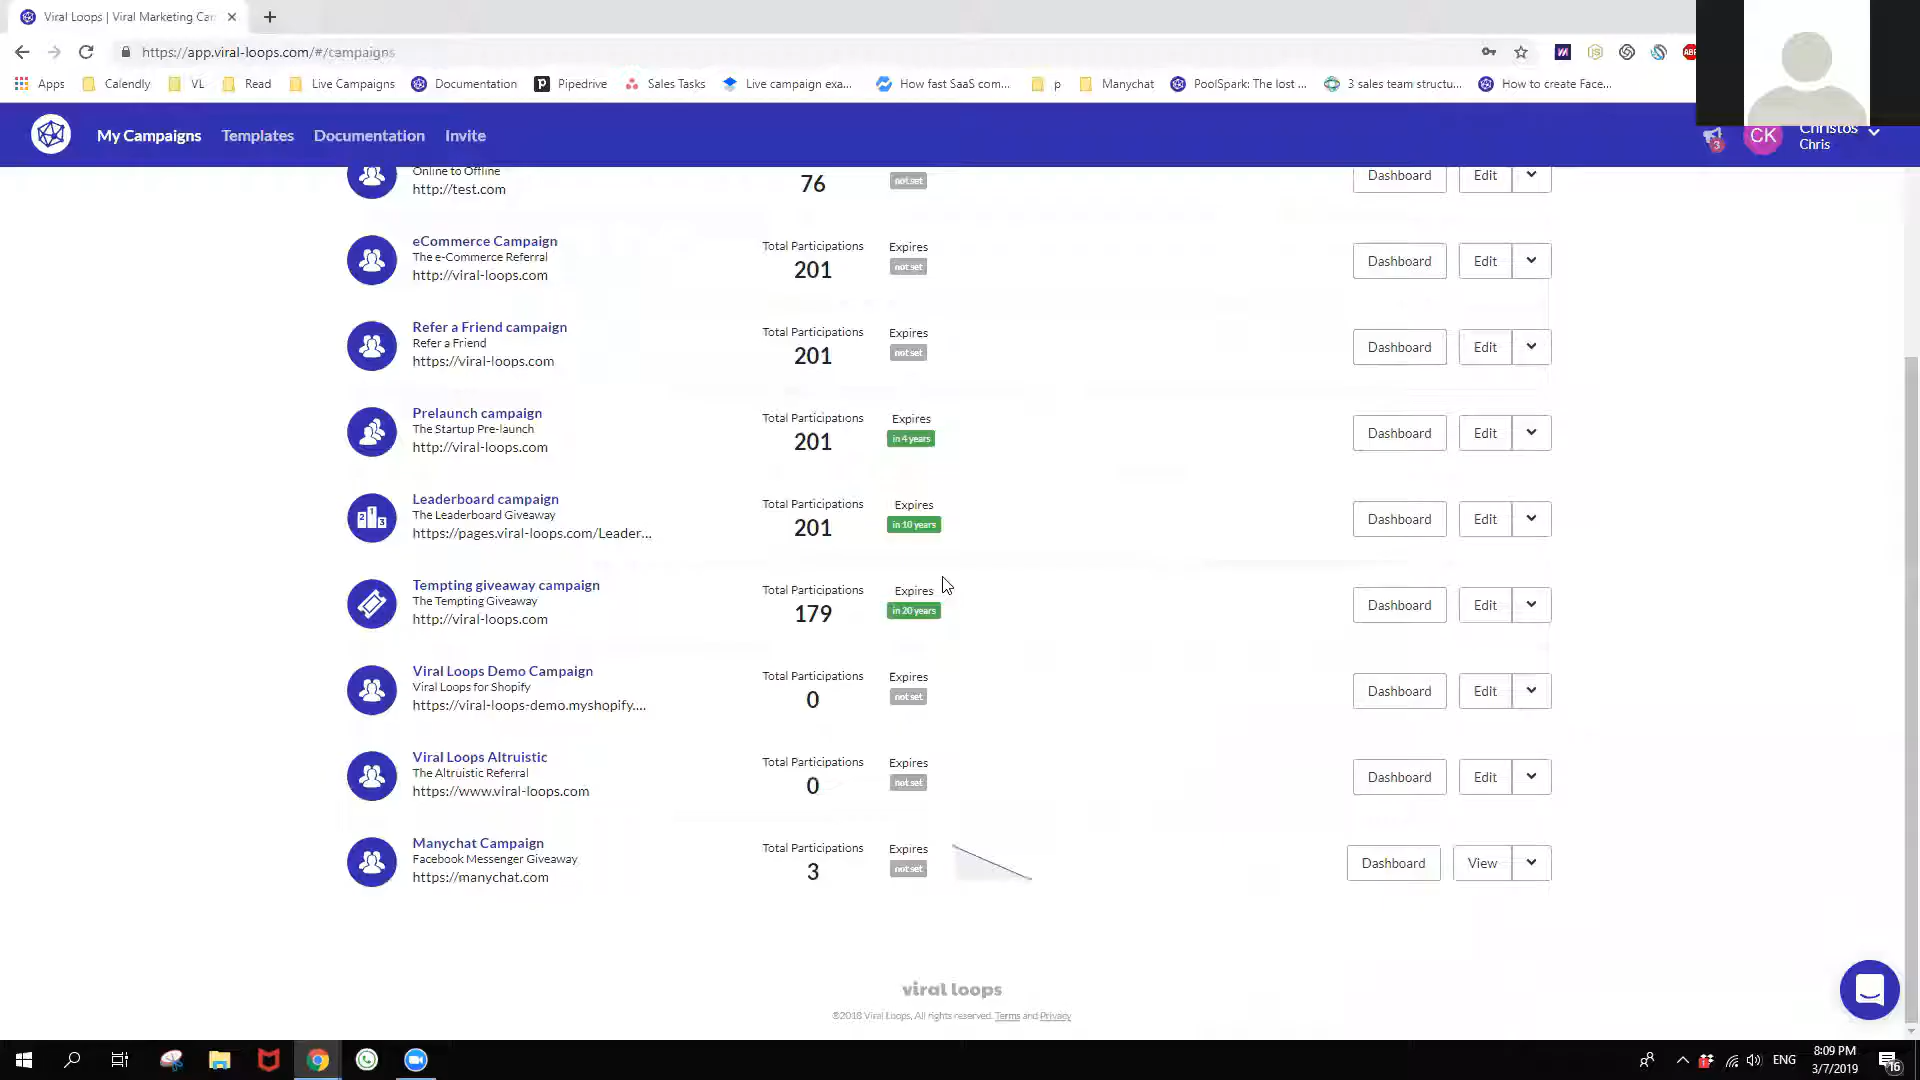 Viral Loops | Viral Marketing Car
https://app.viral-loops.com/#/campaigns
Apps
Calendly
VL
Read
Live Campaigns
Documentation
Pipedrive
Sales Tasks
Live campaign exa...
How fast SaaS com...
p
Manychat
PoolSpark: The lost ...
3 sales team structu...
How to create Face...
My Campaigns
Templates
Documentation
Invite
3
CK
Christos
Chris
Online to Offline
http://test.com
76
not set
Dashboard
Edit
eCommerce Campaign
The e-Commerce Referral
http://viral-loops.com
Total Participations
201
Expires
not set
Dashboard
Edit
Refer a Friend campaign
Refer a Friend
https://viral-loops.com
Total Participations
201
Expires
not set
Dashboard
Edit
Prelaunch campaign
The Startup Pre-launch
http://viral-loops.com
Total Participations
201
Expires
in 4 years
Dashboard
Edit
Leaderboard campaign
The Leaderboard Giveaway
https://pages.viral-loops.com/Leader...
Total Participations
201
Expires
in 10 years
Dashboard
Edit
Tempting giveaway campaign
The Tempting Giveaway
http://viral-loops.com
Total Participations
179
Expires
in 20 years
Dashboard
Edit
Viral Loops Demo Campaign
Viral Loops for Shopify
https://viral-loops-demo.myshopify....
Total Participations
0
Expires
not set
Dashboard
Edit
Viral Loops Altruistic
The Altruistic Referral
https://www.viral-loops.com
Total Participations
0
Expires
not set
Dashboard
Edit
Manychat Campaign
Facebook Messenger Giveaway
https://manychat.com
Total Participations
3
Expires
not set
Dashboard
View
viral loops
©2018 Viral Loops, All rights reserved. Terms and Privacy
ENG
8:09 PM
3/7/2019
16